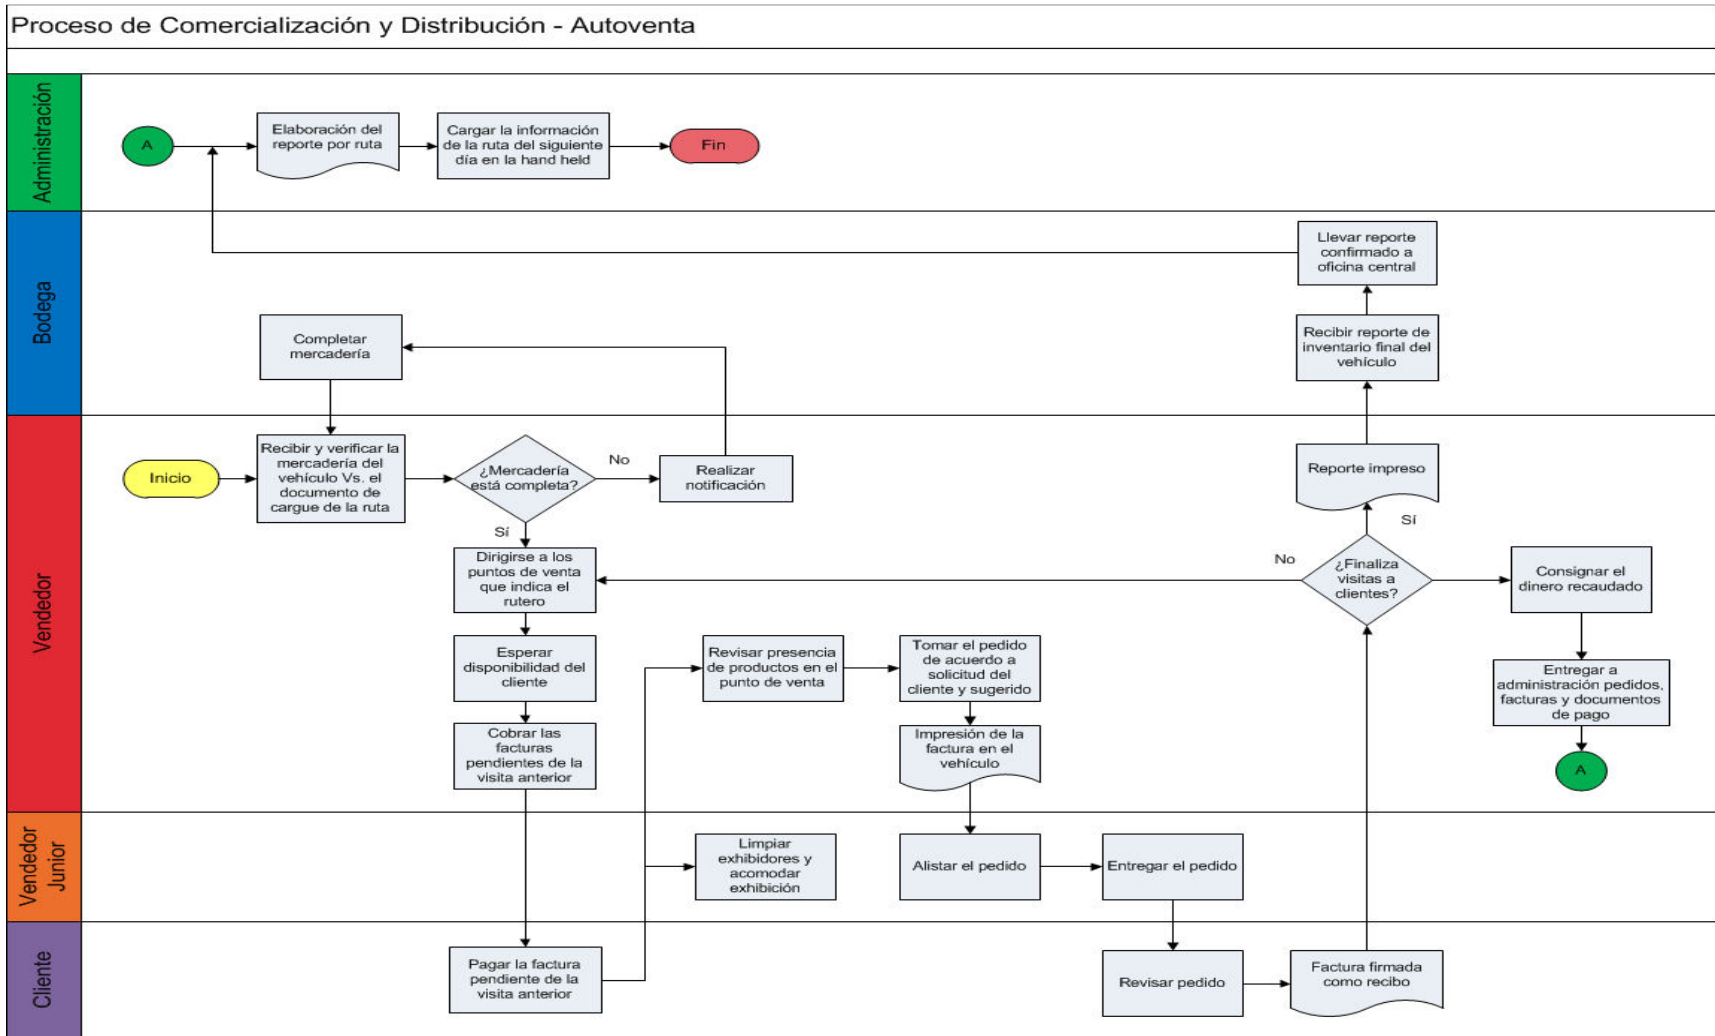 Proceso de Comercialización y Distribución - Autoventa
Administración
A
Elaboración del
reporte por ruta
Cargar la información
de la ruta del siguiente
día en la hand held
Fin
Bodega
Llevar reporte
confirmado a
oficina central
Completar
mercadería
Recibir reporte de
inventario final del
vehículo
Vendedor
Inicio
Recibir y verificar la
mercadería del
vehículo Vs. el
documento de
cargue de la ruta
¿Mercadería
está completa?
No
Realizar
notificación
Sí
Reporte impreso
Sí
Dirigirse a los
puntos de venta
que indica el
rutero
No
¿Finaliza
visitas a
clientes?
Consignar el
dinero recaudado
Esperar
disponibilidad del
cliente
Revisar presencia
de productos en el
punto de venta
Tomar el pedido
de acuerdo a
solicitud del
cliente y sugerido
Entregar a
administración pedidos,
facturas y documentos
de pago
Cobrar las
facturas
pendientes de la
visita anterior
Impresión de la
factura en el
vehículo
A
Vendedor
Junior
Limpiar
exhibidores y
acomodar
exhibición
Alistar el pedido
Entregar el pedido
Cliente
Pagar la factura
pendiente de la
visita anterior
Revisar pedido
Factura firmada
como recibo